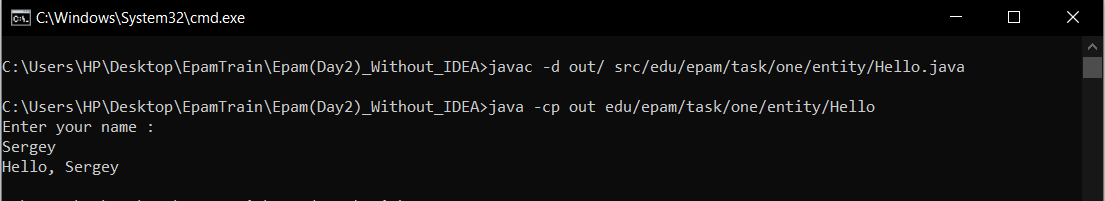 C:\Windows\System32\cmd.exe
C:\Users\HP\Desktop\EpamTrain\Epam(Day2)_Without_IDEA>javac -d out/ src/edu/epam/task/one/entity/Hello.java
C:\Users\HP\Desktop\EpamTrain\Epam(Day2)_Without_IDEA>java -cp out edu/epam/task/one/entity/Hello
Enter your name :
Sergey
Hello, Sergey